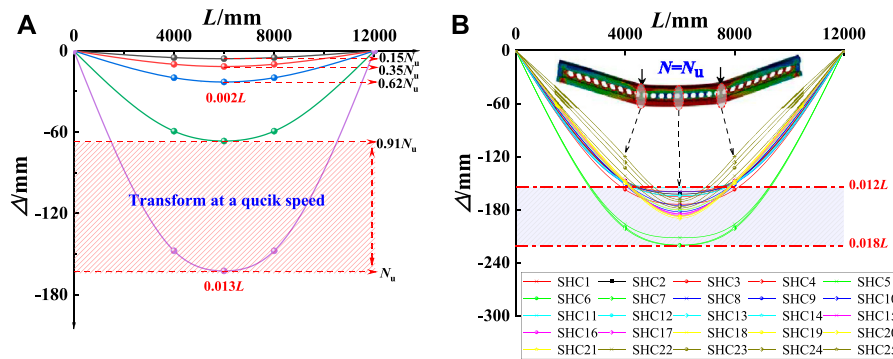 A
L/mm
0 4000 8000 12000
0
-60
-120
-180
Δ/mm
0.15Nu
0.35Nu
0.62Nu
0.002L
0.91Nu
Transform at a qucik speed
Nu
0.013L
B
L/mm
0 4000 8000 12000
0
-60
-120
-180
-240
-300
Δ/mm
N=Nu
0.012L
0.018L
SHC1 SHC2 SHC3 SHC4 SHC5
SHC6 SHC7 SHC8 SHC9 SHC10
SHC11 SHC12 SHC13 SHC14 SHC15
SHC16 SHC17 SHC18 SHC19 SHC20
SHC21 SHC22 SHC23 SHC24 SHC25